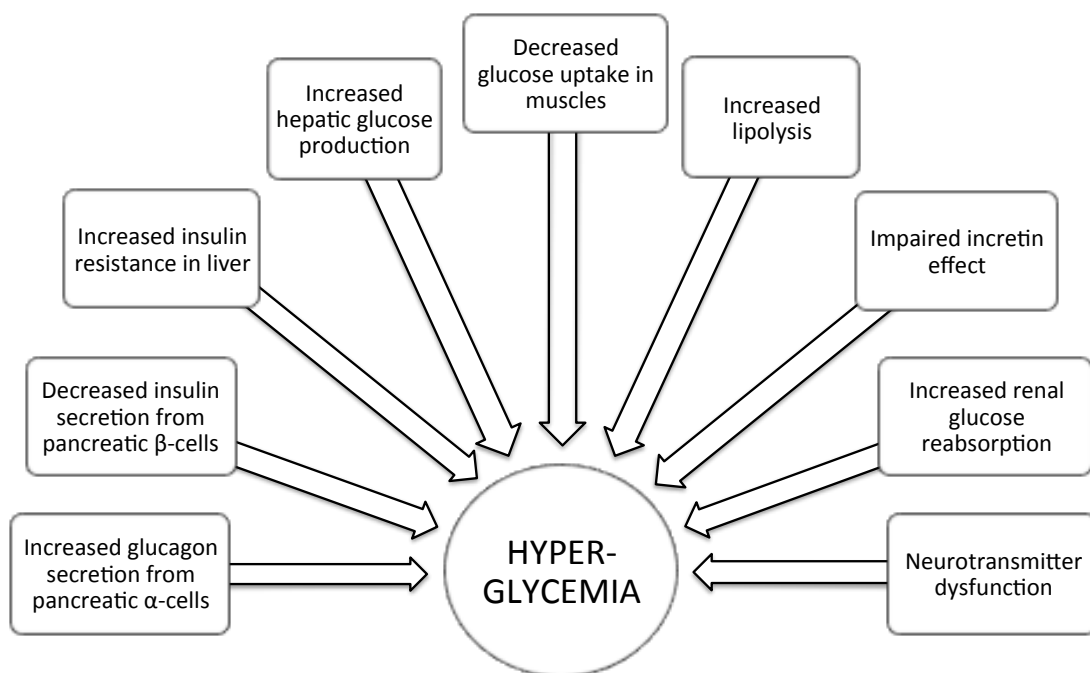 Decreased
glucose uptake in
muscles
Increased
hepatic glucose
production
Increased
lipolysis
Increased insulin
resistance in liver
Impaired incretin
effect
Decreased insulin
secretion from
pancreatic β-cells
Increased renal
glucose
reabsorption
Increased glucagon
secretion from
pancreatic α-cells
HYPER-
GLYCEMIA
Neurotransmitter
dysfunction